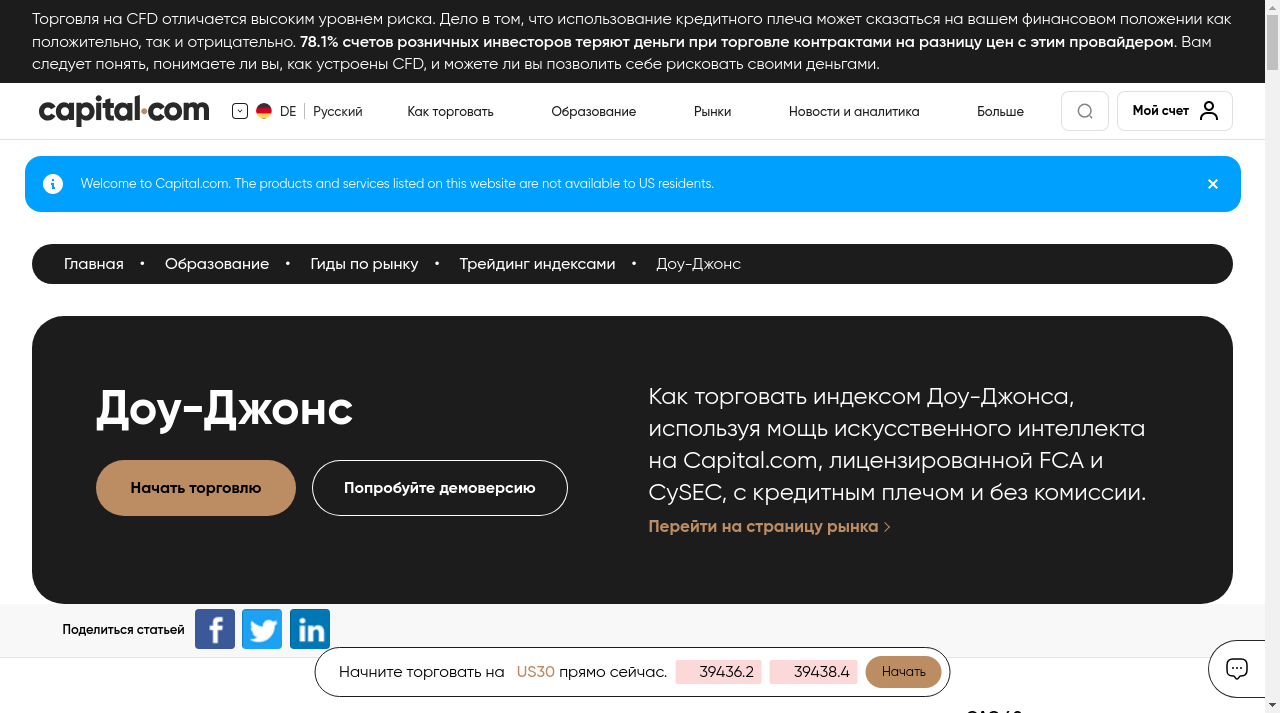 Торговля на CFD отличается высоким уровнем риска. Дело в том, что использование кредитного плеча может сказаться на вашем финансовом положении как
положительно, так и отрицательно. 78.1% счетов розничных инвесторов теряют деньги при торговле контрактами на разницу цен с этим провайдером. Вам
следует понять, понимаете ли вы, как устроены CFD, и можете ли вы позволить себе рисковать своими деньгами.
capital.com DE Русский Как торговать Образование Рынки Новости и аналитика Больше Мой счет
Welcome to Capital.com. The products and services listed on this website are not available to US residents.
Главная • Образование • Гиды по рынку • Трейдинг индексами • Доу-Джонс
Доу-Джонс
Начать торговлю Попробуйте демоверсию
Как торговать индексом Доу-Джонса,
используя мощь искусственного интеллекта
на Capital.com, лицензированной FCA и
CySEC, с кредитным плечом и без комиссии.
Перейти на страницу рынка
Поделиться статьей
Начните торговать на US30 прямо сейчас. 39436.2 39438.4 Начать